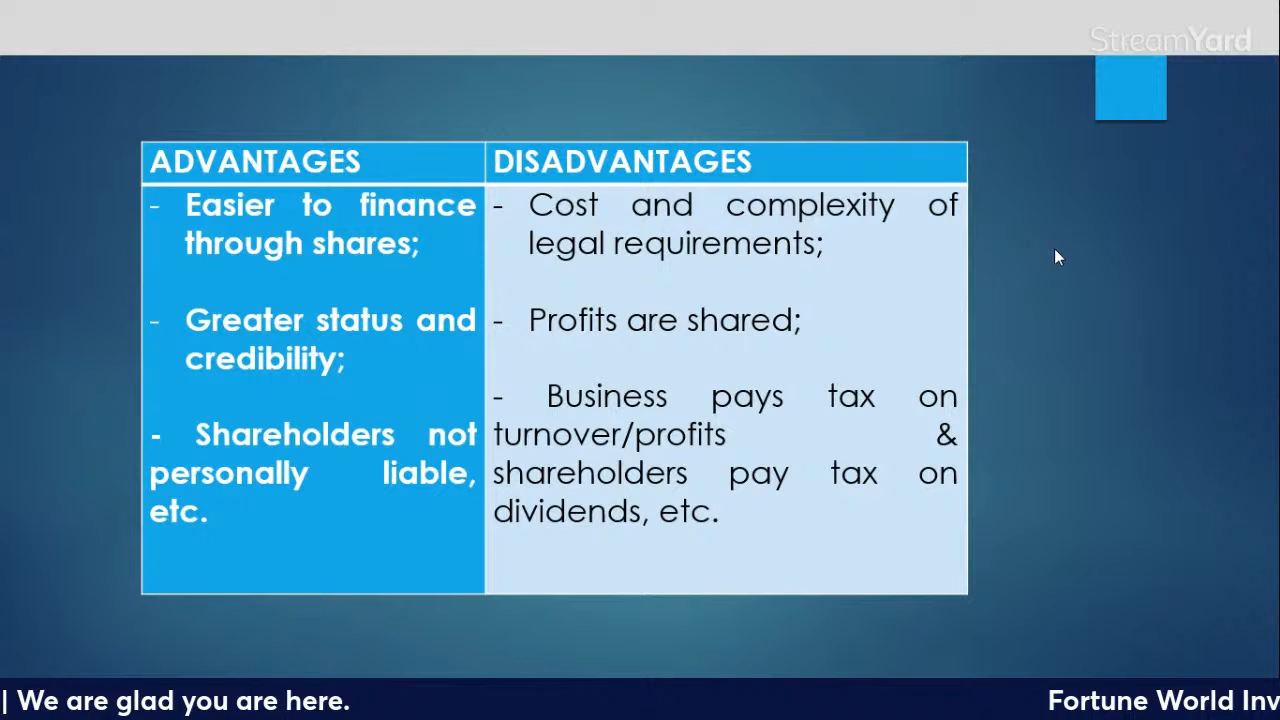 StreamYard
ADVANTAGES
- Easier to finance
through shares;
- Greater status and
credibility;
- Shareholders not
personally liable,
etc.
DISADVANTAGES
- Cost and complexity of
legal requirements;
- Profits are shared;
- Business pays tax on
turnover/profits &
shareholders pay tax on
dividends, etc.
| We are glad you are here.
Fortune World Inv